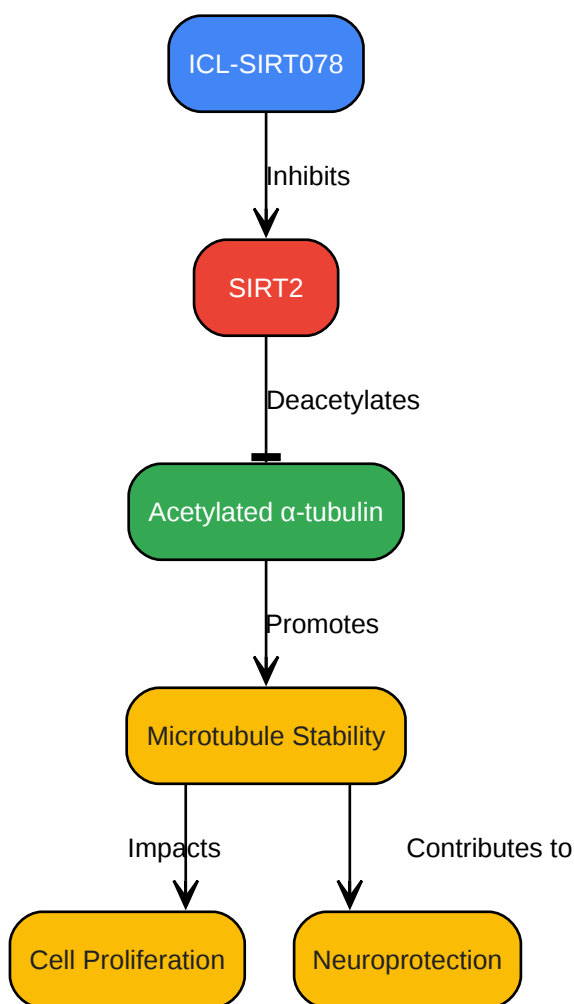 ICL-SIRT078
Inhibits
SIRT2
Deacetylates
Acetylated α-tubulin
Promotes
Microtubule Stability
Impacts
Contributes to
Cell Proliferation
Neuroprotection